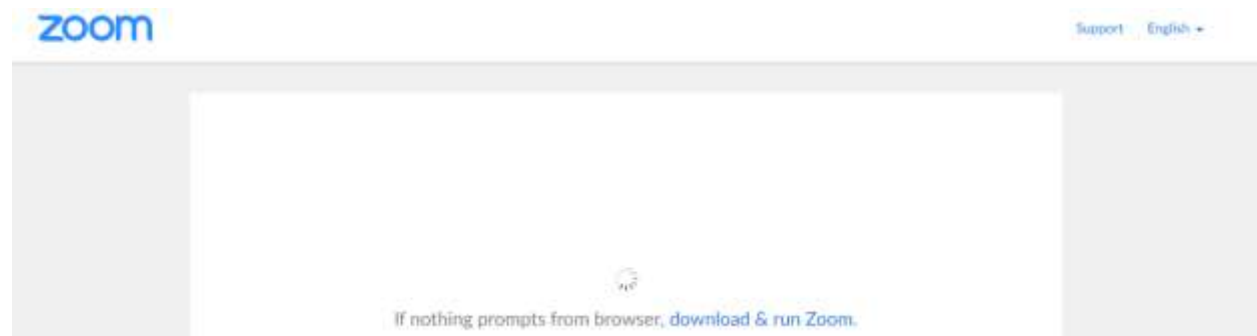 zoom
Support English
If nothing prompts from browser, download & run Zoom.